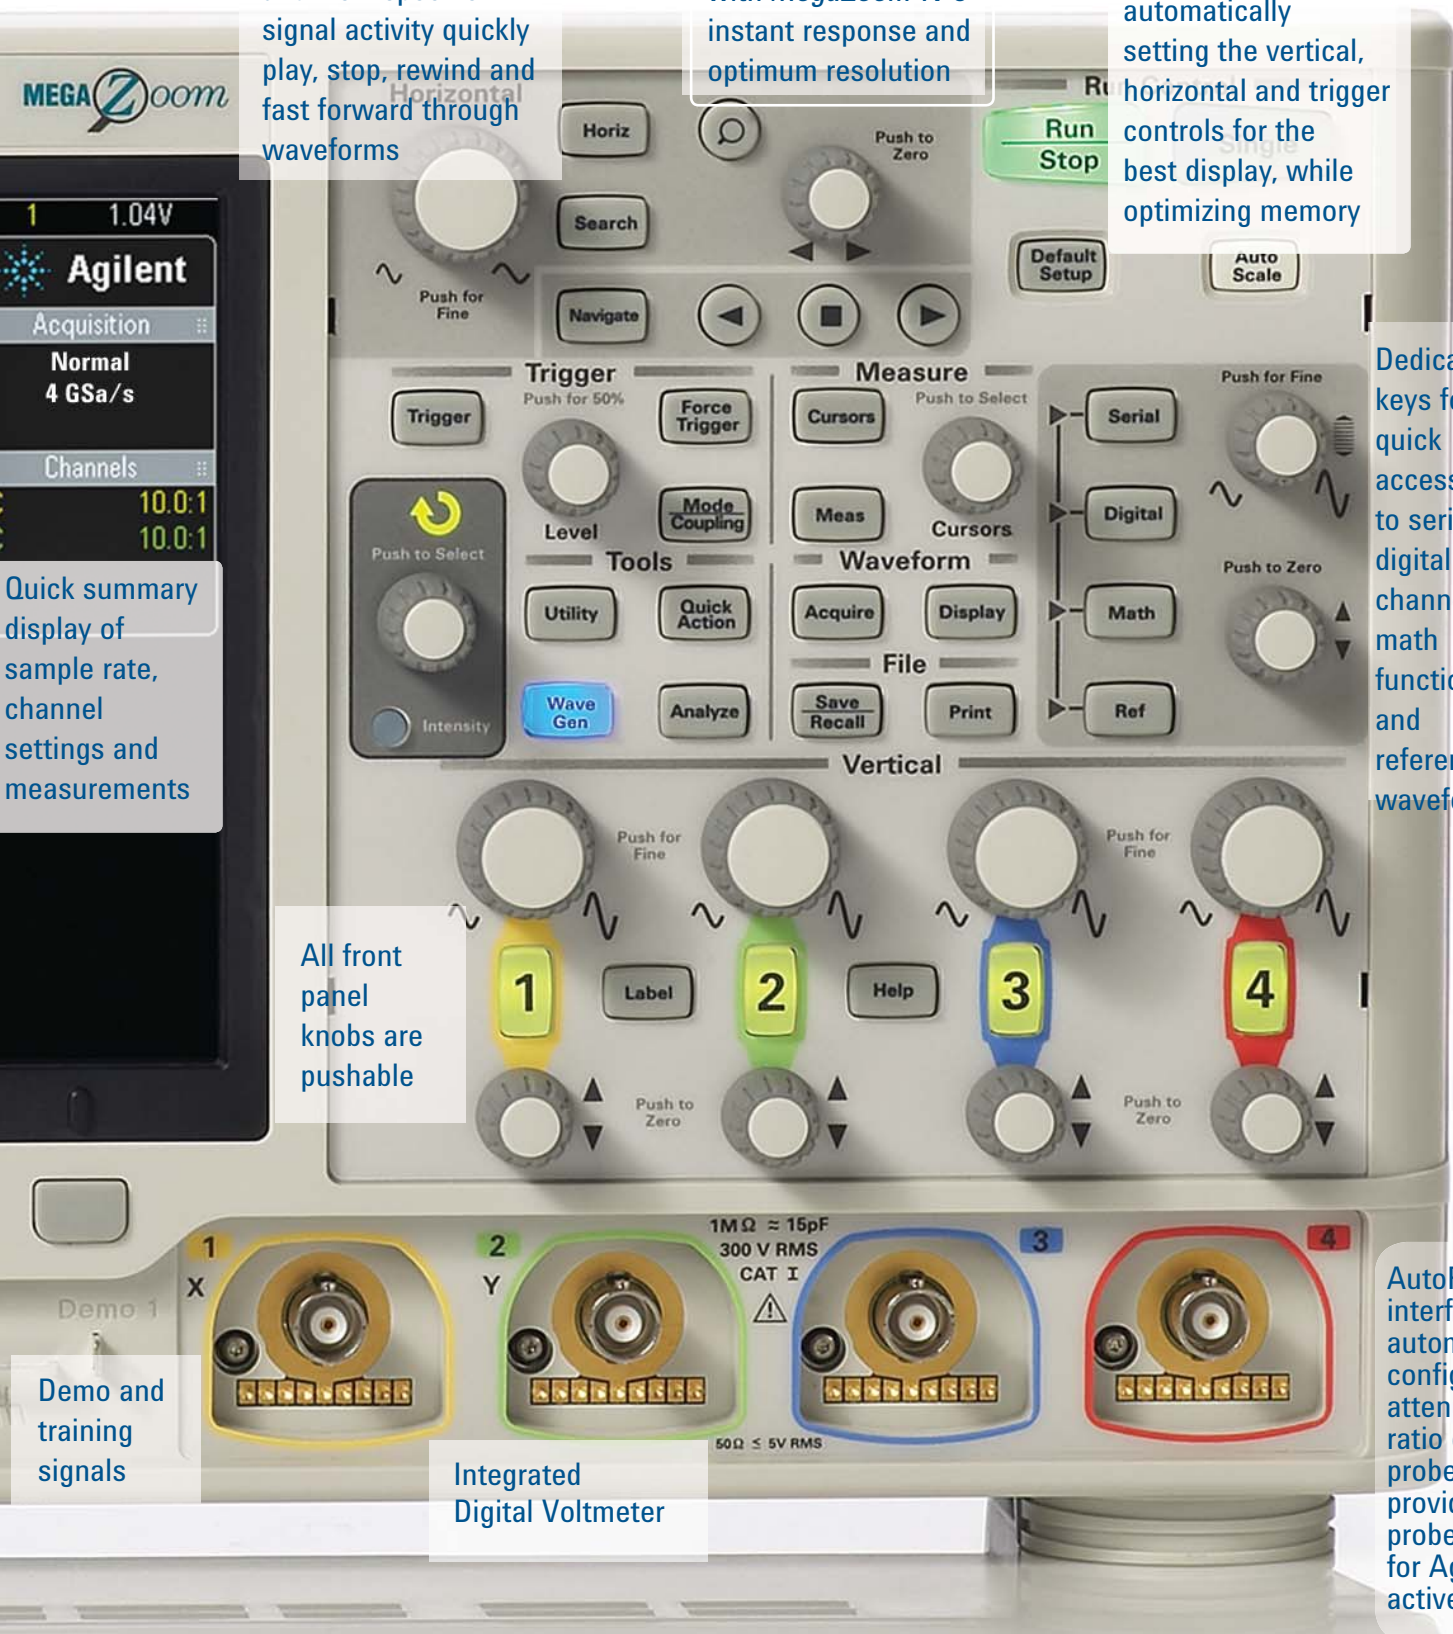 signal activity quickly
play, stop, rewind and
fast forward through
waveforms
instant response and
optimum resolution
automatically
setting the vertical,
horizontal and trigger
controls for the
best display, while
optimizing memory
MEGA Zoom
Horizontal
Horiz
Push to
Zero
Run
Stop
Single
Search
Default
Setup
Auto
Scale
Push for
Fine
Navigate
1 1.04V
Agilent
Acquisition
Normal
4 GSa/s
Channels
10.0:1
10.0:1
Quick summary
display of
sample rate,
channel
settings and
measurements
Trigger
Push for 50%
Trigger
Force
Trigger
Level
Mode
Coupling
Push to Select
Intensity
Tools
Utility
Quick
Action
Wave
Gen
Analyze
Measure
Push to Select
Cursors
Meas
Cursors
Waveform
Acquire
Display
File
Save
Recall
Print
Serial
Digital
Math
Ref
Push for Fine
Push to Zero
quick
digital
math
and
Vertical
Push for
Fine
Push for
Fine
All front
panel
knobs are
pushable
1
Label
2
Help
3
4
Push to
Zero
Push to
Zero
1
X
2
Y
1MΩ ≈ 15pF
300 V RMS
CAT I
3
4
50Ω ≤ 5V RMS
Demo 1
Demo and
training
signals
Integrated
Digital Voltmeter
ratio